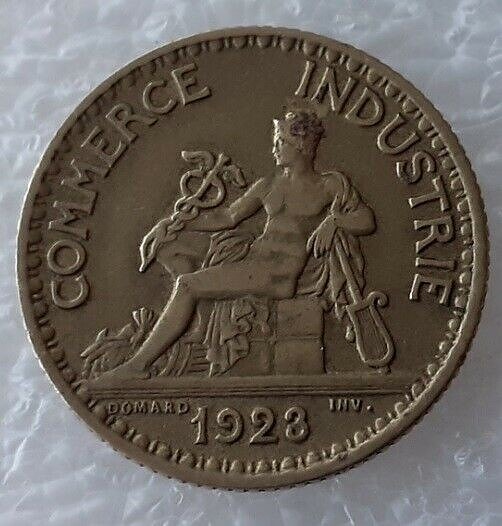 COMMERCE INDUSTRIE
DOMARD INV.
1923